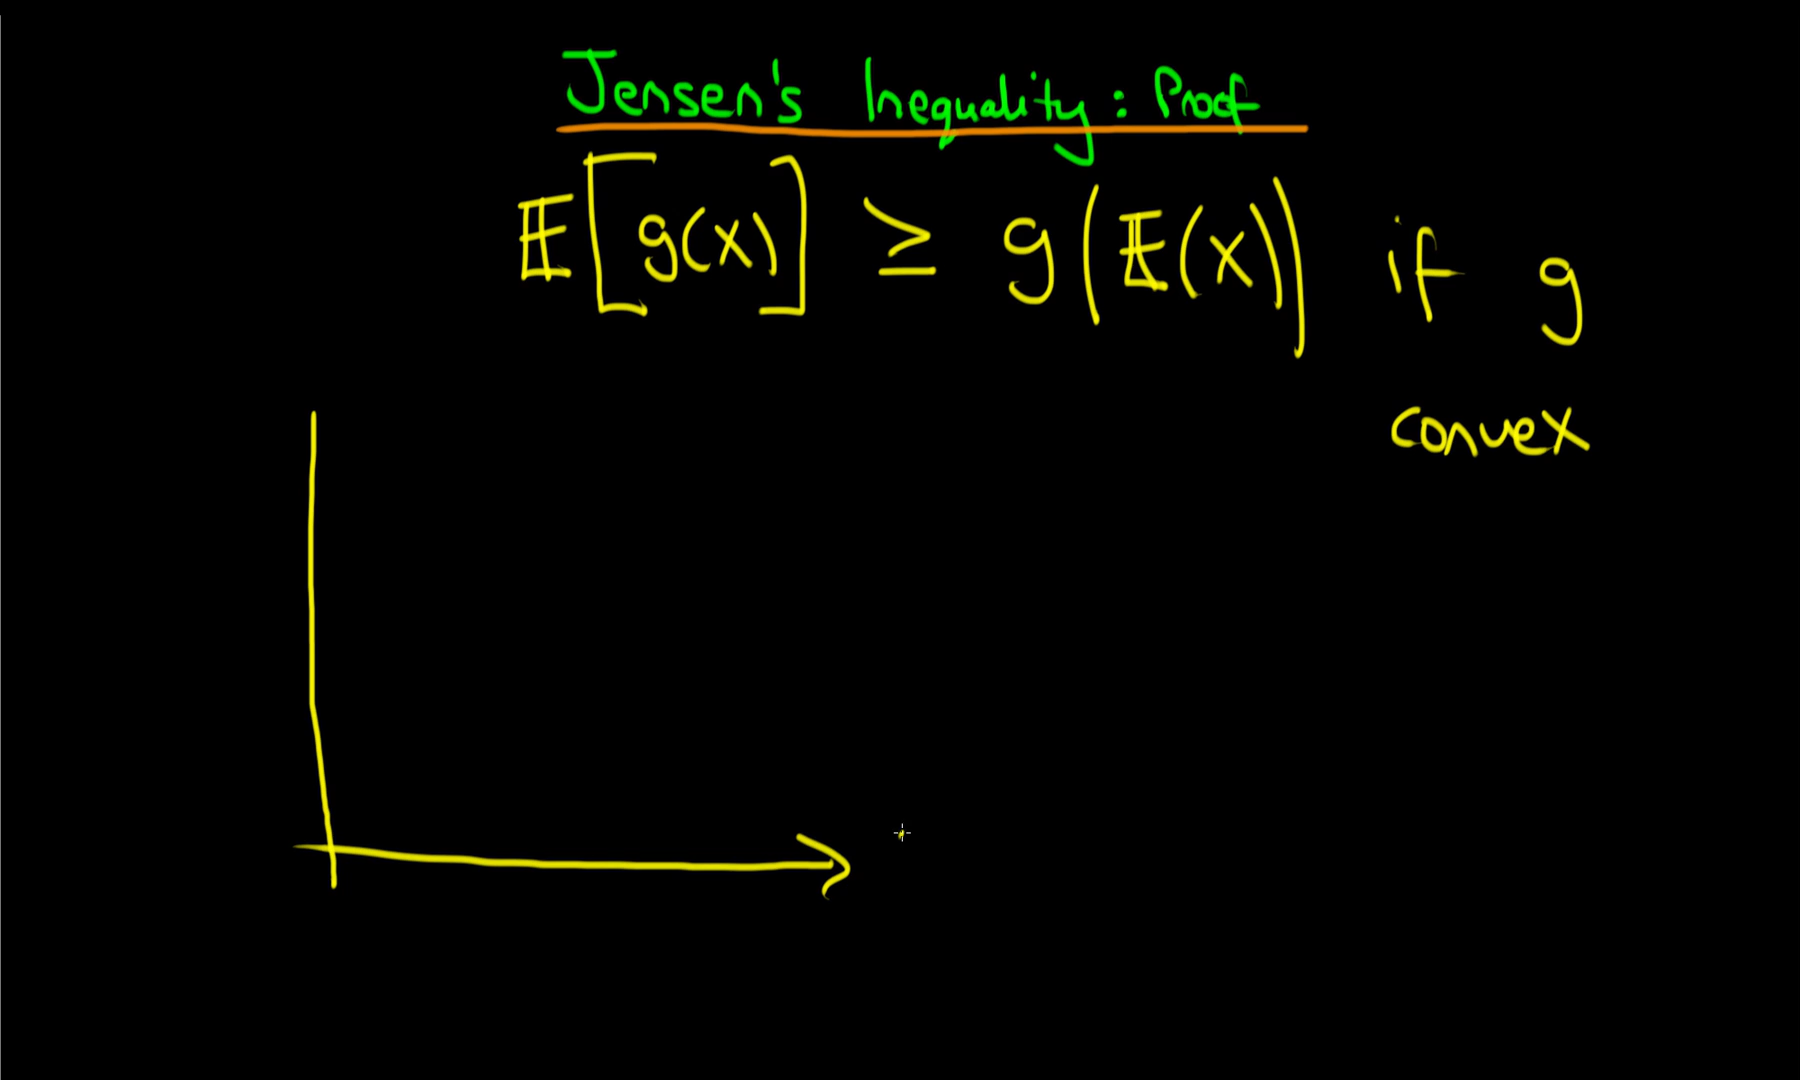 Jensen's Inequality: Proof
𝔼[g(x)] ≥ g(𝔼(x)) if g
convex